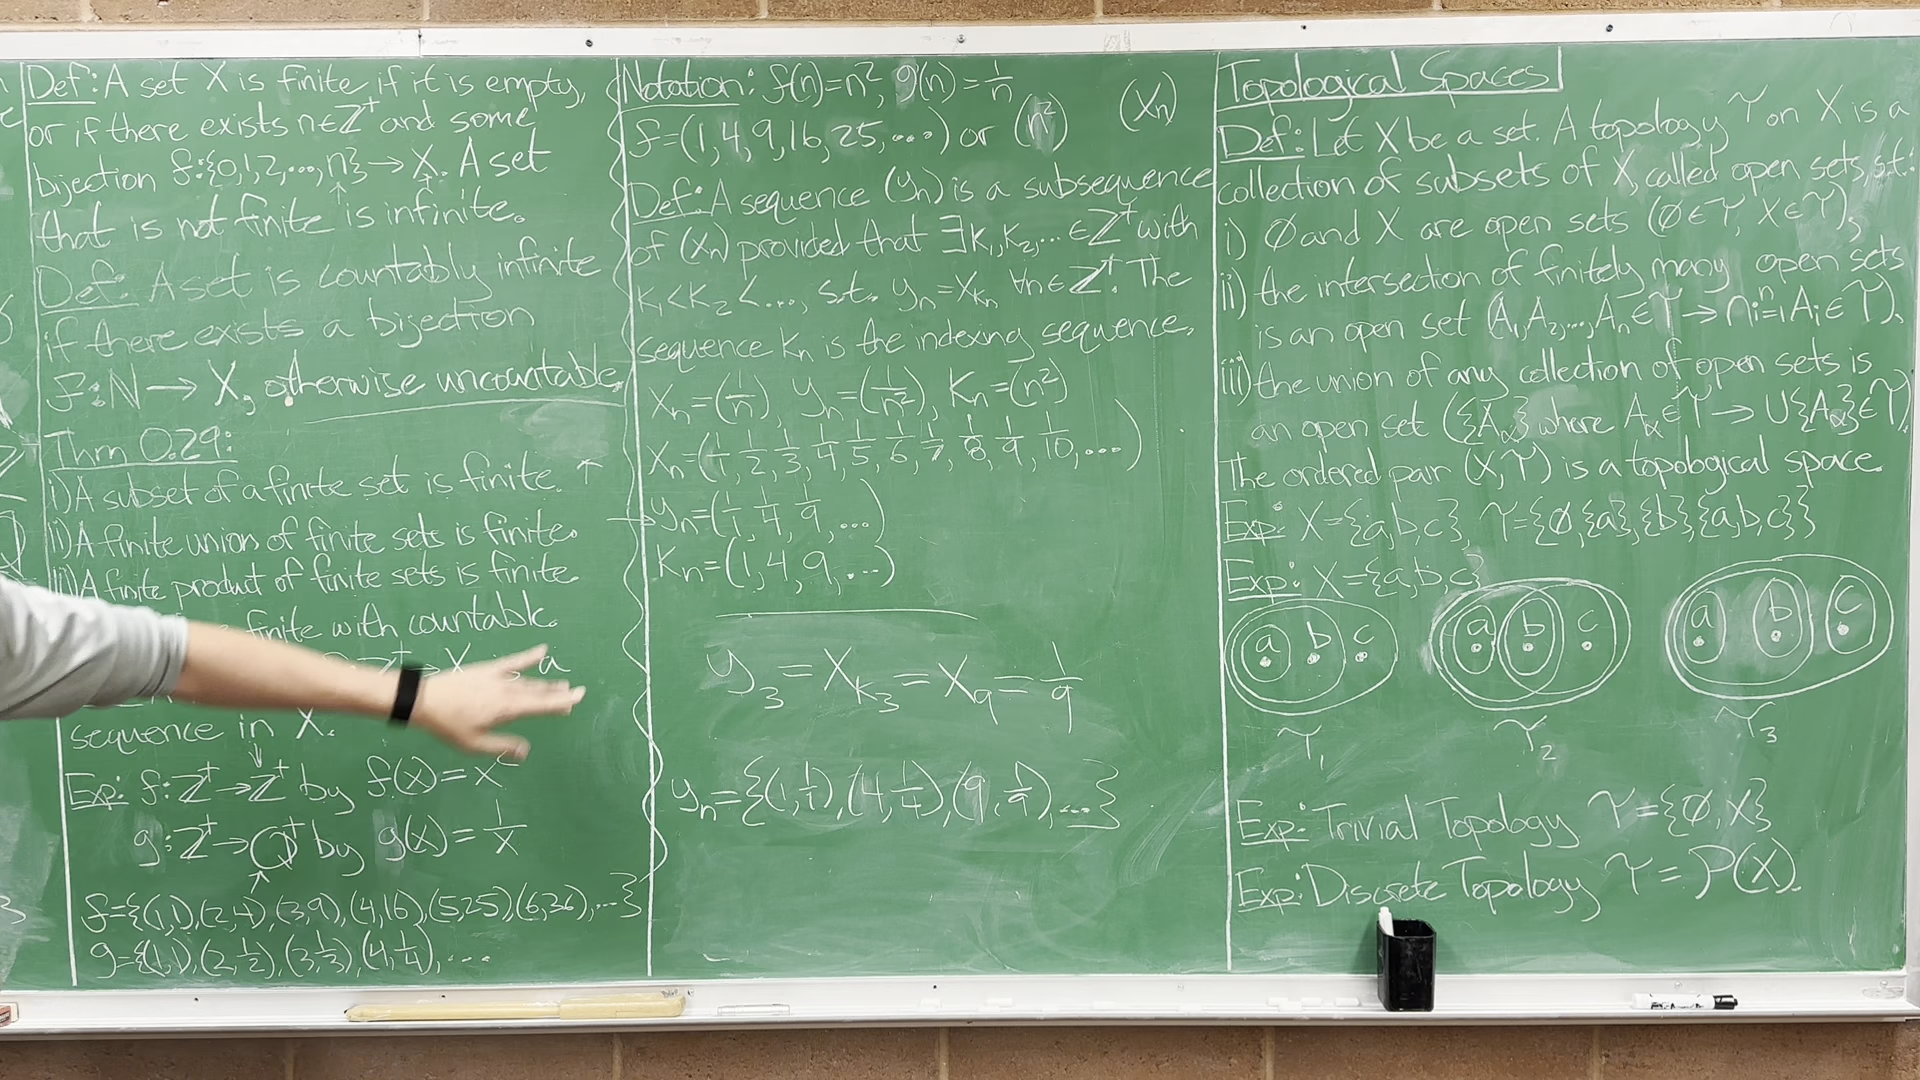 Def: A set X is finite if it is empty,
or if there exists n∈Z⁺ and some
bijection f:{0,1,2,...,n}→X. A set
that is not finite is infinite.
Def: A set is countably infinite
if there exists a bijection
f:N→X, otherwise uncountable
Thm 0.29:
i) A subset of a finite set is finite.
ii) A finite union of finite sets is finite.
iii) A finite product of finite sets is finite.
finite with countable.
X is a
sequence in X.
Exp: f:Z⁺→Z⁺ by f(x)=x²
g:Z⁺→Q⁺ by g(x)=1/x
f={(1,1),(2,4),(3,9),(4,16),(5,25),(6,36),...}
g={(1,1),(2,1/2),(3,1/3),(4,1/4),...
Notation: f(n)=n², g(n)=1/n
f=(1,4,9,16,25,...) or (n²) (Xn)
Def: A sequence (yn) is a subsequence
of (xn) provided that ∃k₁,k₂,...∈Z⁺ with
k₁<k₂<..., s.t. yn=x_kn ∀n∈Z⁺. The
sequence kn is the indexing sequence.
Xn=(1/n), yn=(1/n²), Kn=(n²)
Xn=(1/1,1/2,1/3,1/4,1/5,1/6,1/7,1/8,1/9,1/10,...)
yn=(1/1,1/4,1/9,...)
Kn=(1,4,9,...)
y₃=X_K₃=X₉=1/9
yn={(1,1/1),(4,1/4),(9,1/9),...}
Topological Spaces
Def: Let X be a set. A topology 𝒯 on X is a
collection of subsets of X, called open sets, s.t.:
i) ∅ and X are open sets (∅∈𝒯, X∈𝒯),
ii) the intersection of finitely many open sets
is an open set (A₁,A₂,...,An∈𝒯→∩ⁿi=1 Ai∈𝒯),
iii) the union of any collection of open sets is
an open set ({Aα} where Aα∈𝒯→∪{Aα}∈𝒯)
The ordered pair (X,𝒯) is a topological space.
Exp: X={a,b,c}, 𝒯={∅,{a},{b},{a,b,c}}
Exp: X={a,b,c}
a b c
a b c
a b c
𝒯₁ 𝒯₂ 𝒯₃
Exp: Trivial Topology 𝒯={∅,X}
Exp: Discrete Topology 𝒯=P(X).